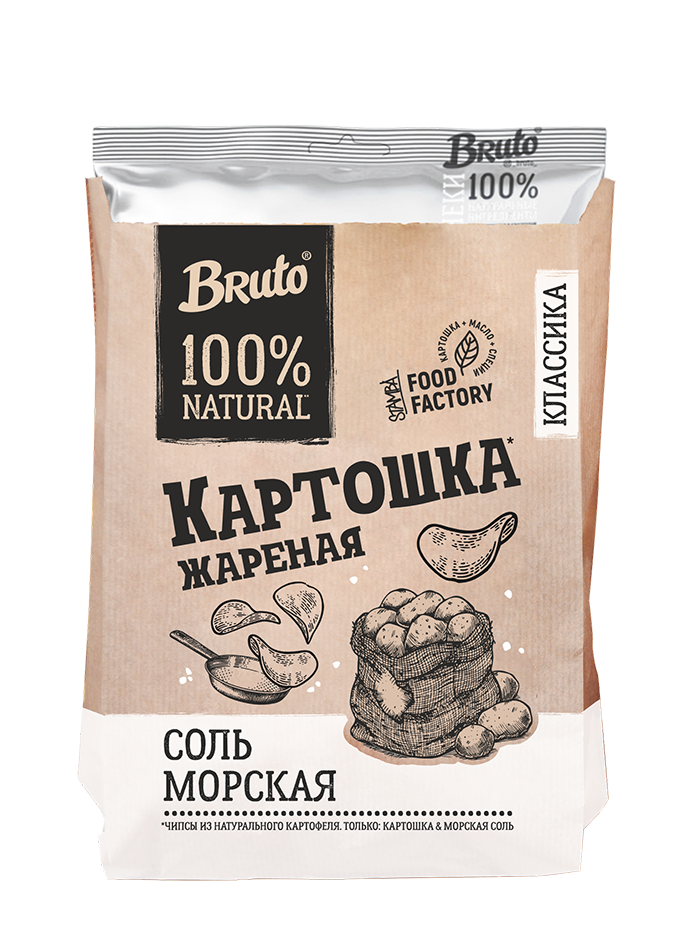 Bruto®
100%
Bruto®
100%
NATURAL
КАРТОШКА + МАСЛО + СПЕЦИИ
STAMBA
FOOD
FACTORY
КЛАССИКА
КАРТОШКА*
ЖАРЕНАЯ
СОЛЬ
МОРСКАЯ
*ЧИПСЫ ИЗ НАТУРАЛЬНОГО КАРТОФЕЛЯ. ТОЛЬКО: КАРТОШКА & МОРСКАЯ СОЛЬ